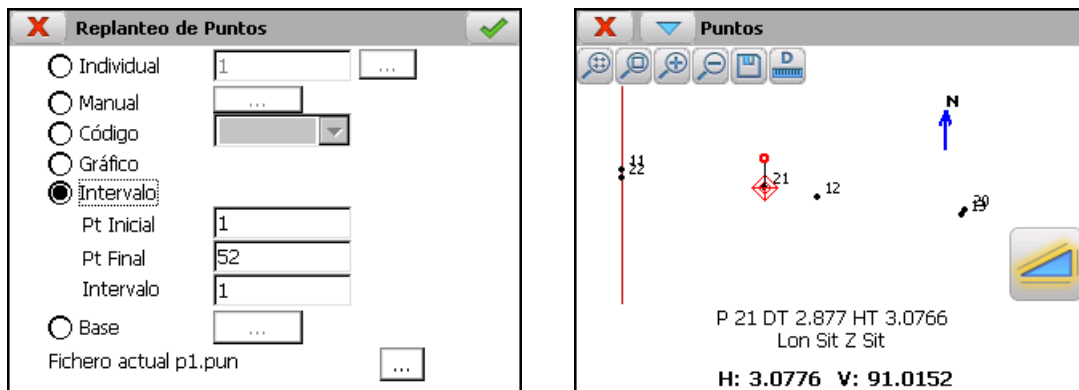 Replanteo de Puntos
Individual 1 ...
Manual ...
Código
Gráfico
Intervalo
Pt Inicial 1
Pt Final 52
Intervalo 1
Base ...
Fichero actual p1.pun ...
Puntos
D
N
11
22
21
12
20
P 21 DT 2.877 HT 3.0766
Lon Sit Z Sit
H: 3.0776 V: 91.0152